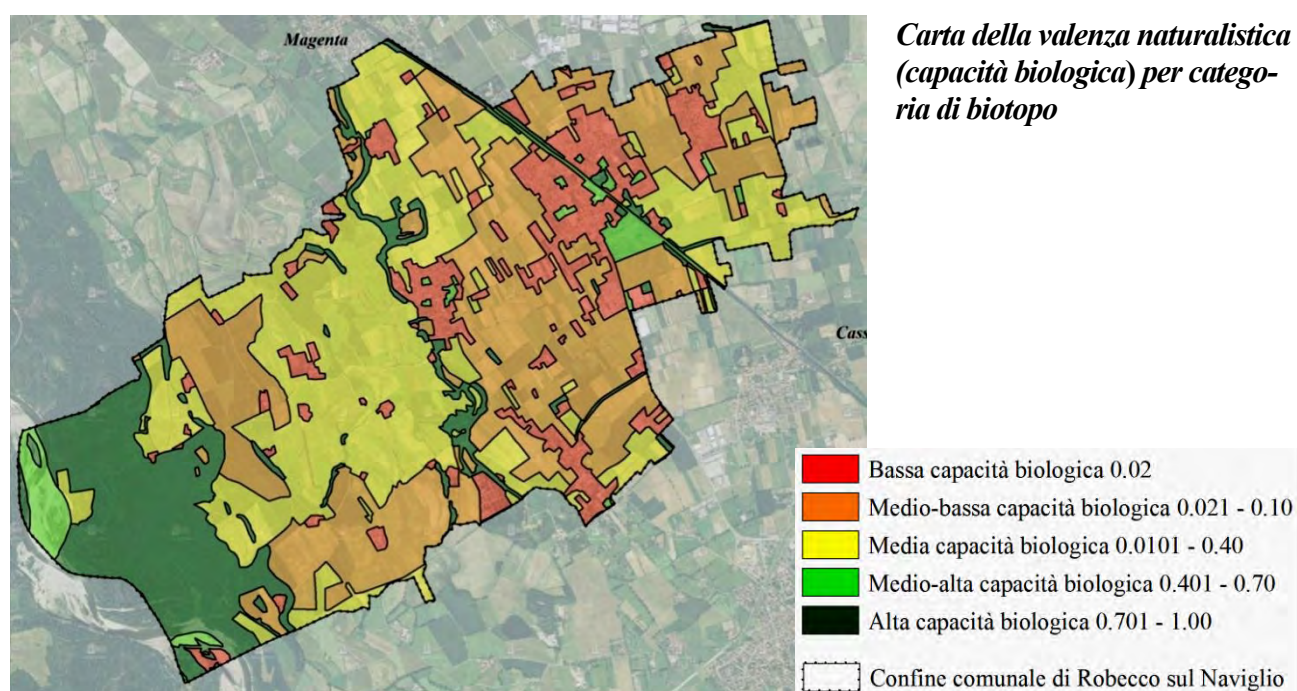 Magenta
Carta della valenza naturalistica
(capacità biologica) per catego-
ria di biotopo
Cass
Bassa capacità biologica 0.02
Medio-bassa capacità biologica 0.021 - 0.10
Media capacità biologica 0.0101 - 0.40
Medio-alta capacità biologica 0.401 - 0.70
Alta capacità biologica 0.701 - 1.00
Confine comunale di Robecco sul Naviglio